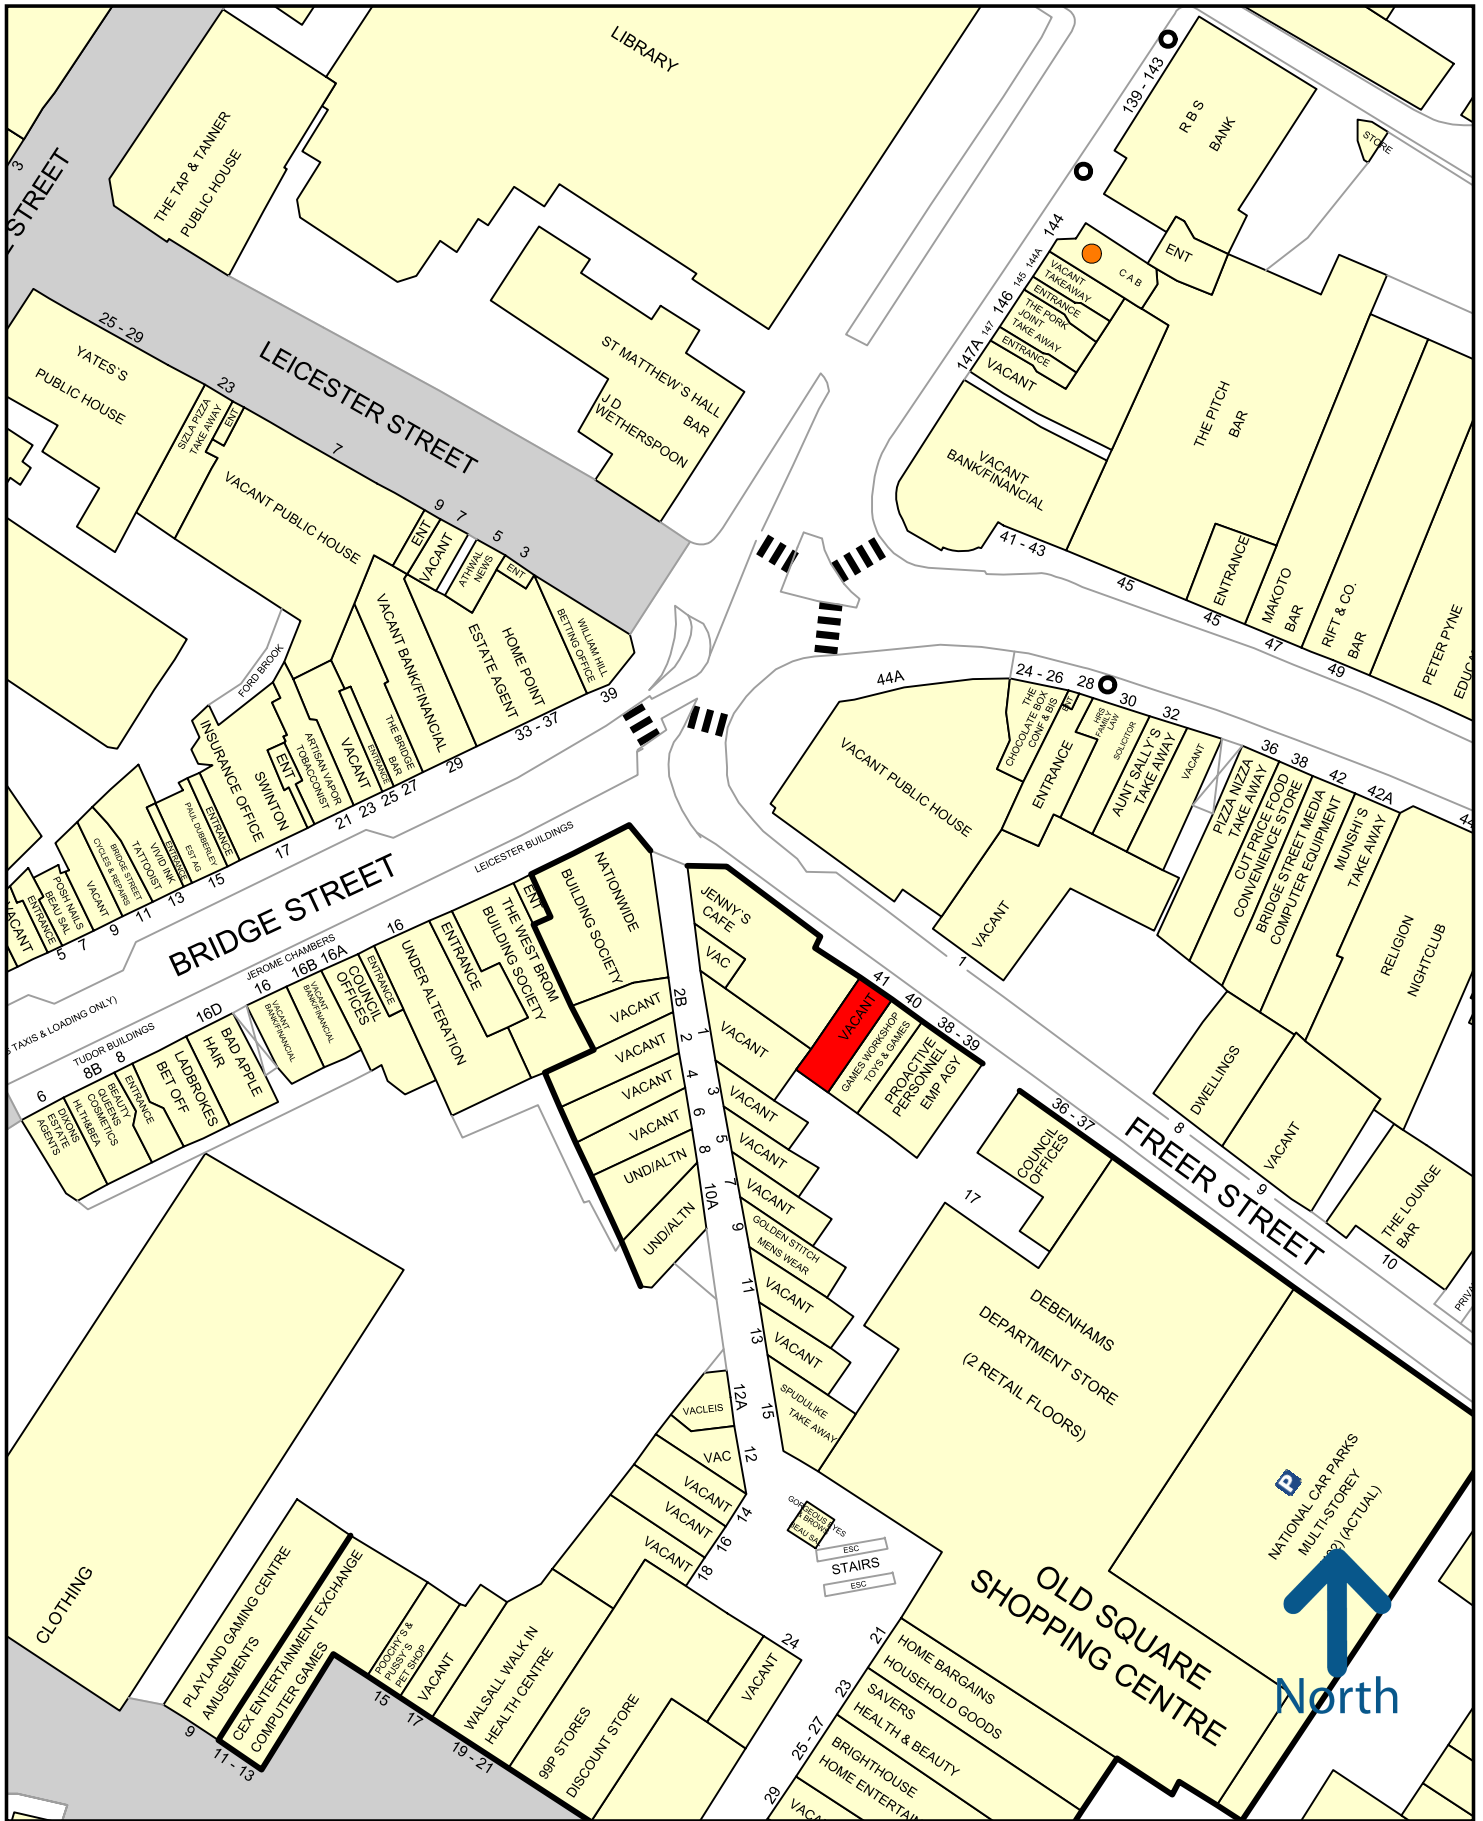 LIBRARY
139 - 143
R B S
BANK
STORE
THE TAP & TANNER
PUBLIC HOUSE
3
STREET
144
ENT
C A B
144A
VACANT
TAKEAWAY
145
ENTRANCE
146
THE PORK
JOINT
TAKE AWAY
147
ENTRANCE
147A
VACANT
25 - 29
YATE'S
PUBLIC HOUSE
LEICESTER STREET
ST MATTHEW'S HALL
BAR
J D
WETHERSPOON
23
SIZLA PIZZA
TAKE AWAY
ENT
7
VACANT PUBLIC HOUSE
THE PITCH
BAR
VACANT
BANK/FINANCIAL
41 - 43
45
ENTRANCE
45
MAKOTO
BAR
47
RIFT & CO.
BAR
49
PETER PYNE
9
ENT
7
VACANT
5
ATHWAL
NEWS
3
ENT
WILLIAM HILL
BETTING OFFICE
39
HOME POINT
ESTATE AGENT
33 - 37
VACANT BANK/FINANCIAL
29
THE BRIDGE
BAR
27
ENTRANCE
25
VACANT
23
ARTISAN VAPOR
TOBACCONIST
21
ENT
FORD BROOK
SWINTON
INSURANCE OFFICE
17
ENTRANCE
PAUL DUBBERLEY
EST AG
15
ENTRANCE
13
VIVID INK
TATTOOIST
11
BRIDGE STREET
CYCLES & REPAIRS
9
VACANT
7
POSH NAILS
BEAU SAL
5
ENTRANCE
VACANT
44A
VACANT PUBLIC HOUSE
24 - 26
THE
CHOCOLATE BOX
CONF & BIS
28
ENT
ENTRANCE
HRS
FAMILY
LAW
SOLICITOR
30
AUNT SALLY'S
TAKE AWAY
32
VACANT
36
PIZZA NIZZA
TAKE AWAY
38
CUT PRICE FOOD
CONVENIENCE STORE
42
BRIDGE STREET MEDIA
COMPUTER EQUIPMENT
42A
MUNSHI'S
TAKE AWAY
RELIGION
NIGHTCLUB
VACANT
1
BRIDGE STREET
LEICESTER BUILDINGS
NATIONWIDE
BUILDING SOCIETY
ENT
THE WEST BROM
BUILDING SOCIETY
ENTRANCE
UNDER ALTERATION
16
JEROME CHAMBERS
ENTRANCE
COUNCIL
OFFICES
16A
16B
VACANT
BANK/FINANCIAL
16
VACANT
BANK/FINANCIAL
16D
BAD APPLE
HAIR
LADBROKES
BET OFF
TAXIS & LOADING ONLY)
TUDOR BUILDINGS
8
ENTRANCE
8B
BEAUTY
QUEENS
COSMETICS
HLTH&BEA
6
DIXONS
ESTATE
AGENTS
JENNY'S
CAFE
VAC
2B
VACANT
1
VACANT
2
VACANT
4
VACANT
6
VACANT
8
UND/ALTN
10A
UND/ALTN
41
VACANT
40
GAMES WORKSHOP
TOYS & GAMES
38 - 39
PROACTIVE
PERSONNEL
EMP AGY
3
VACANT
5
VACANT
7
VACANT
9
GOLDEN STITCH
MENS WEAR
11
VACANT
13
VACANT
15
SPUDULIKE
TAKE AWAY
36 - 37
COUNCIL
OFFICES
17
FREER STREET
DWELLINGS
8
VACANT
9
THE LOUNGE
BAR
10
DEBENHAMS
DEPARTMENT STORE
(2 RETAIL FLOORS)
12A
VACLEIS
12
VAC
14
VACANT
16
VACANT
18
VACANT
ESC
STAIRS
ESC
P
NATIONAL CAR PARKS
MULTI-STOREY
(ACTUAL)
OLD SQUARE
SHOPPING CENTRE
North
CLOTHING
PLAYLAND GAMING CENTRE
AMUSEMENTS
9
CEX ENTERTAINMENT EXCHANGE
COMPUTER GAMES
11 - 13
POOCHY'S &
PUSSY'S
PET SHOP
15
VACANT
17
WALSALL WALK IN
HEALTH CENTRE
19 - 21
99P STORES
DISCOUNT STORE
VACANT
24
21
HOME BARGAINS
HOUSEHOLD GOODS
23
SAVERS
HEALTH & BEAUTY
25 - 27
BRIGHTHOUSE
HOME ENTERTAIN
29